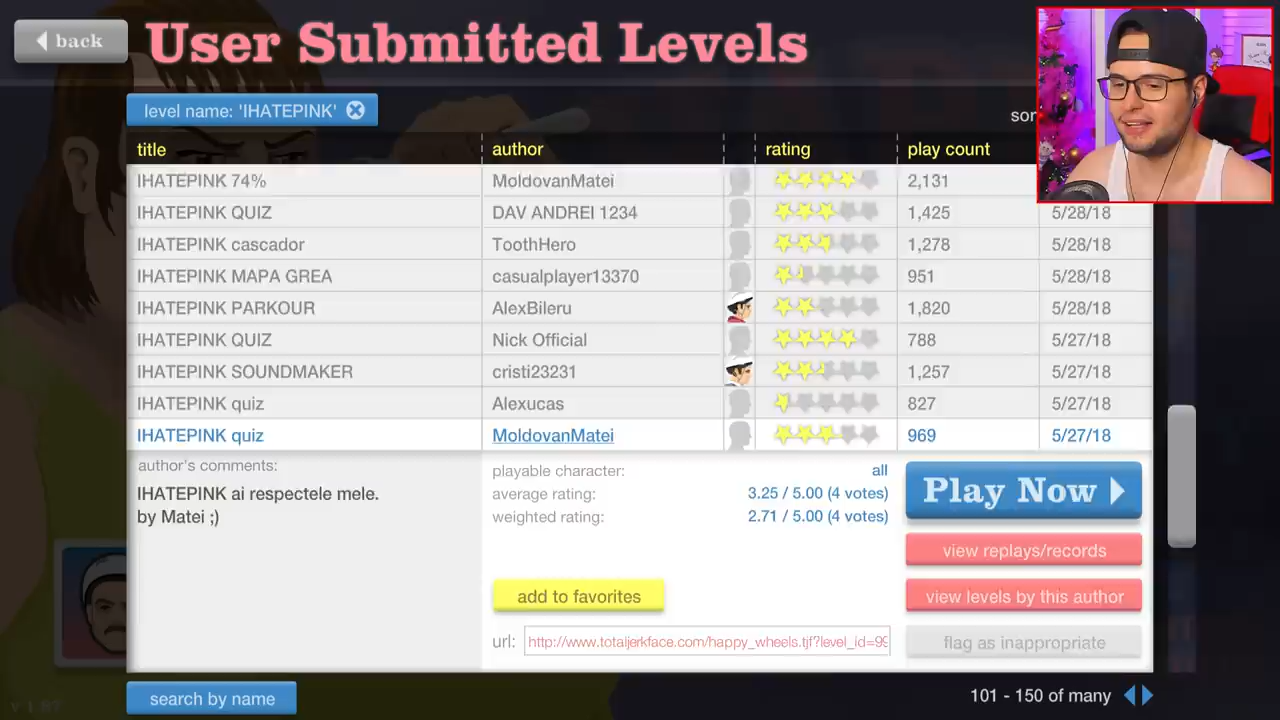 back
User Submitted Levels
level name: 'IHATEPINK'
title author rating play count
IHATEPINK 74% MoldovanMatei 2,131
IHATEPINK QUIZ DAV ANDREI 1234 1,425 5/28/18
IHATEPINK cascador ToothHero 1,278 5/28/18
IHATEPINK MAPA GREA casualplayer13370 951 5/28/18
IHATEPINK PARKOUR AlexBileru 1,820 5/28/18
IHATEPINK QUIZ Nick Official 788 5/27/18
IHATEPINK SOUNDMAKER cristi23231 1,257 5/27/18
IHATEPINK quiz Alexucas 827 5/27/18
IHATEPINK quiz MoldovanMatei 969 5/27/18
author's comments:
IHATEPINK ai respectele mele.
by Matei ;)
playable character: all
average rating: 3.25 / 5.00 (4 votes)
weighted rating: 2.71 / 5.00 (4 votes)
Play Now
view replays/records
add to favorites
view levels by this author
url: http://www.totaljerkface.com/happy_wheels.tjf?level_id=99
flag as inappropriate
search by name
101 - 150 of many